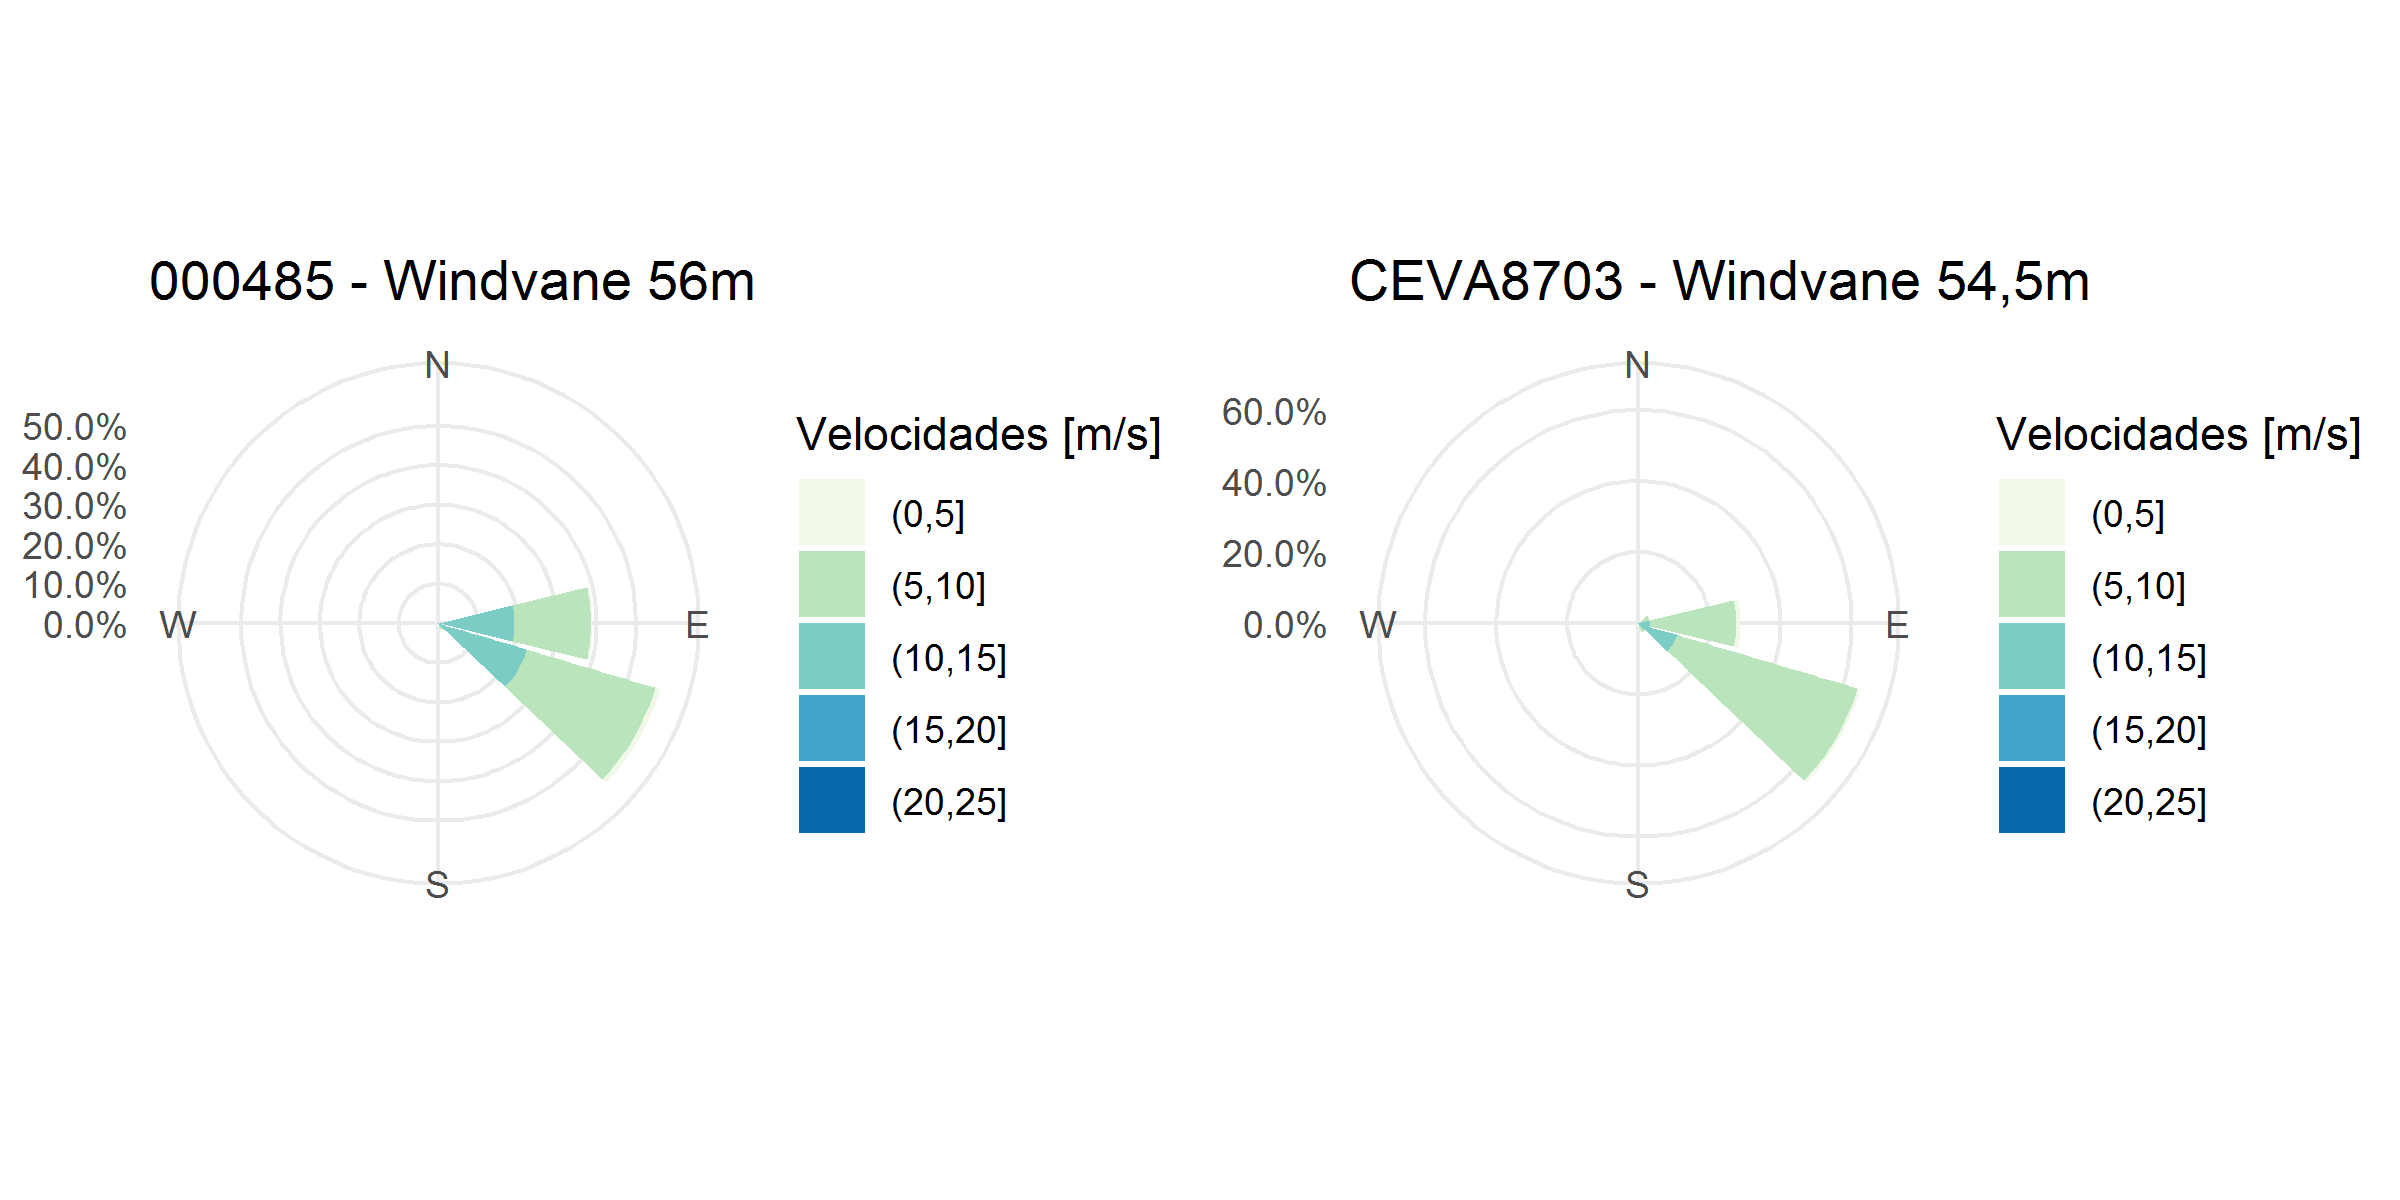 000485 - Windvane 56m
N
50.0%
40.0%
30.0%
20.0%
10.0%
0.0%
W
E
S
Velocidades [m/s]
(0,5]
(5,10]
(10,15]
(15,20]
(20,25]
CEVA8703 - Windvane 54,5m
N
60.0%
40.0%
20.0%
0.0%
W
E
S
Velocidades [m/s]
(0,5]
(5,10]
(10,15]
(15,20]
(20,25]